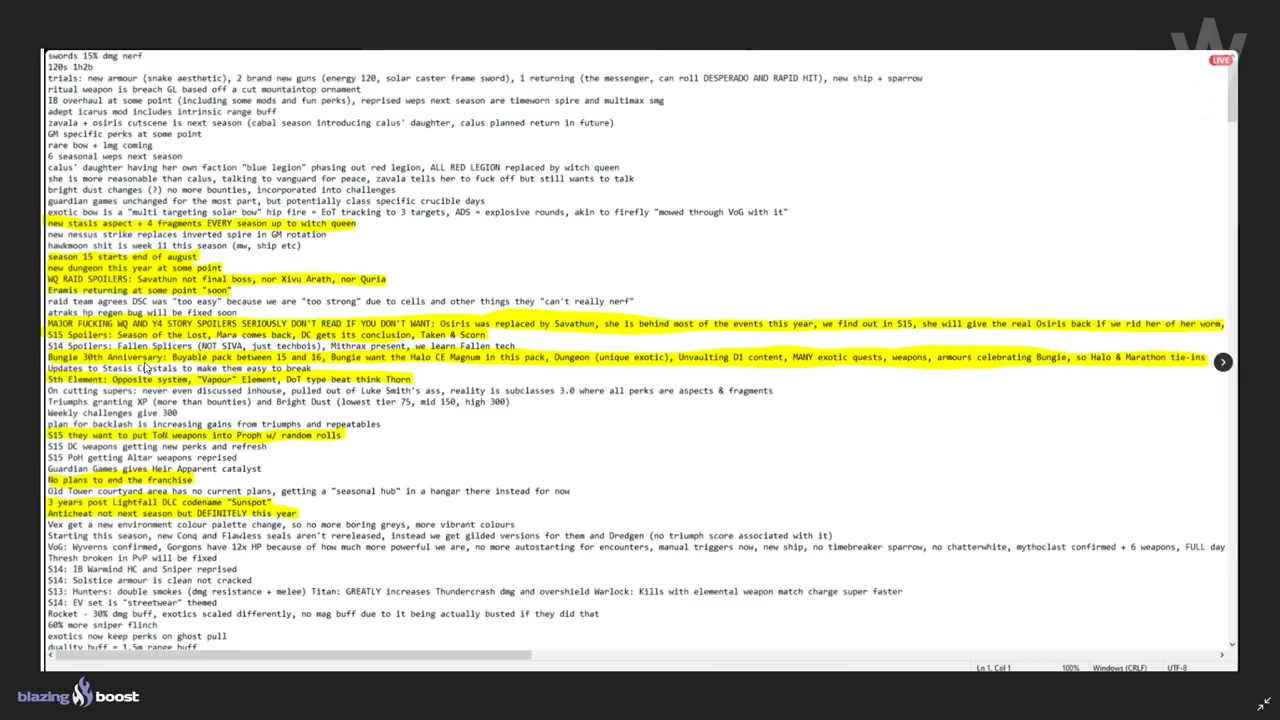 W
LIVE
swords 15% dmg nerf
120s 1h2b
trials: new armour (snake aesthetic), 2 brand new guns (energy 120, solar caster frame sword), 1 returning (the messenger, can roll DESPERADO AND RAPID HIT), new ship + sparrow
ritual weapon is breach GL based off a cut mountaintop ornament
IB overhaul at some point (including some mods and fun perks), reprised weps next season are timeworn spire and multimax smg
adept icarus mod includes intrinsic range buff
zavala + osiris cutscene is next season (cabal season introducing calus' daughter, calus planned return in future)
GM specific perks at some point
rare bow + lmg coming
6 seasonal weps next season
calus' daughter having her own faction "blue legion" phasing out red legion, ALL RED LEGION replaced by witch queen
she is more reasonable than calus, talking to vanguard for peace, zavala tells her to fuck off but still wants to talk
bright dust changes (?) no more bounties, incorporated into challenges
guardian games unchanged for the most part, but potentially class specific crucible days
exotic bow is a "multi targeting solar bow" hip fire = EoT tracking to 3 targets, ADS = explosive rounds, akin to firefly "mowed through VoG with it"
new stasis aspect + 4 fragments EVERY season up to witch queen
new nessus strike replaces inverted spire in GM rotation
hawkmoon shit is week 11 this season (mw, ship etc)
season 15 starts end of august
new dungeon this year at some point
WQ RAID SPOILERS: Savathun not final boss, nor Xivu Arath, nor Quria
Eramis returning at some point "soon"
raid team agrees DSC was "too easy" because we are "too strong" due to cells and other things they "can't really nerf"
atraks hp regen bug will be fixed soon
MAJOR FUCKING WQ AND Y4 STORY SPOILERS SERIOUSLY DON'T READ IF YOU DON'T WANT: Osiris was replaced by Savathun, she is behind most of the events this year, we find out in S15, she will give the real Osiris back if we rid her of her worm,
S15 Spoilers: Season of the Lost, Mara comes back, DC gets its conclusion, Taken & Scorn
S14 Spoilers: Fallen Splicers (NOT SIVA, just techbois), Mithrax present, we learn Fallen tech
Bungie 30th Anniversary: Buyable pack between 15 and 16, Bungie want the Halo CE Magnum in this pack, Dungeon (unique exotic), Unvaulting D1 content, MANY exotic quests, weapons, armours celebrating Bungie, so Halo & Marathon tie-ins
Updates to Stasis Crystals to make them easy to break
5th Element: Opposite system, "Vapour" Element, DoT type beat think Thorn
On cutting supers: never even discussed inhouse, pulled out of Luke Smith's ass, reality is subclasses 3.0 where all perks are aspects & fragments
Triumphs granting XP (more than bounties) and Bright Dust (lowest tier 75, mid 150, high 300)
Weekly challenges give 300
plan for backlash is increasing gains from triumphs and repeatables
S15 they want to put ToN weapons into Proph w/ random rolls
S15 DC weapons getting new perks and refresh
S15 PoH getting Altar weapons reprised
Guardian Games gives Heir Apparent catalyst
No plans to end the franchise
Old Tower courtyard area has no current plans, getting a "seasonal hub" in a hangar there instead for now
3 years post Lightfall DLC codename "Sunspot"
Anticheat not next season but DEFINITELY this year
Vex get a new environment colour palette change, so no more boring greys, more vibrant colours
Starting this season, new Conq and Flawless seals aren't rereleased, instead we get gilded versions for them and Dredgen (no triumph score associated with it)
VoG: Wyverns confirmed, Gorgons have 12x HP because of how much more powerful we are, no more autostarting for encounters, manual triggers now, new ship, no timebreaker sparrow, no chatterwhite, mythoclast confirmed + 6 weapons, FULL day
Thresh broken in PvP will be fixed
S14: IB Warmind HC and Sniper reprised
S14: Solstice armour is clean not cracked
S13: Hunters: double smokes (dmg resistance + melee) Titan: GREATLY increases Thundercrash dmg and overshield Warlock: Kills with elemental weapon match charge super faster
S14: EV set is "streetwear" themed
Rocket - 30% dmg buff, exotics scaled differently, no mag buff due to it being actually busted if they did that
60% more sniper flinch
exotics now keep perks on ghost pull
duality buff = 1.5m range buff
Ln 1, Col 1
100%
Windows (CRLF)
UTF-8
blazing boost